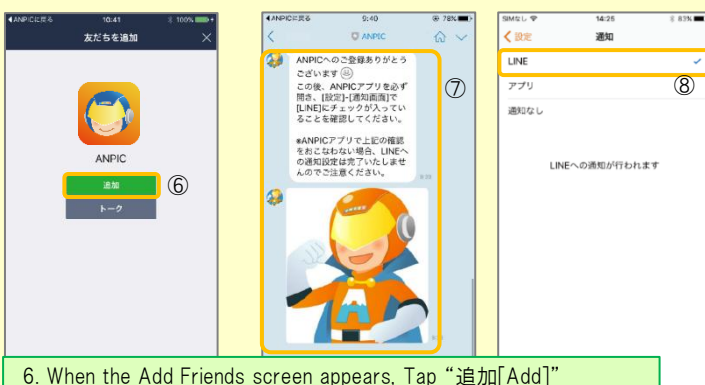 ◀ANPICに戻る 10:41 100%
友だちを追加 ×
ANPIC
追加
⑥
トーク
◀ANPICに戻る 9:40 78%
ANPIC
ANPICへのご登録ありがとう
ございます
この後、ANPICアプリを必ず
開き、[設定]-[通知画面]で
[LINE]にチェックが入ってい
ることを確認してください。
※ANPICアプリで上記の確認
をおこなわない場合、LINEへ
の通知設定は完了いたしませ
んのでご注意ください。
9:38
⑦
SIMなし 14:25 83%
設定 通知
LINE
⑧
アプリ
通知なし
LINEへの通知が行われます
6. When the Add Friends screen appears, Tap “追加[Add]”